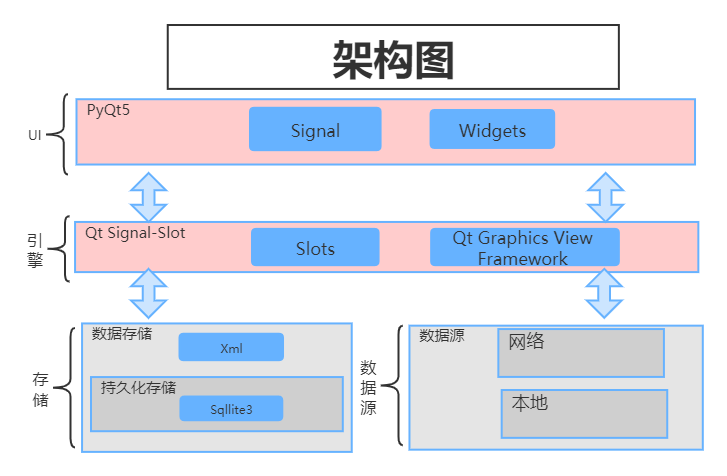 架构图
UI
PyQt5
Signal
Widgets
引
擎
Qt Signal-Slot
Slots
Qt Graphics View
Framework
存
储
数据存储
Xml
持久化存储
Sqllite3
数
据
源
数据源
网络
本地